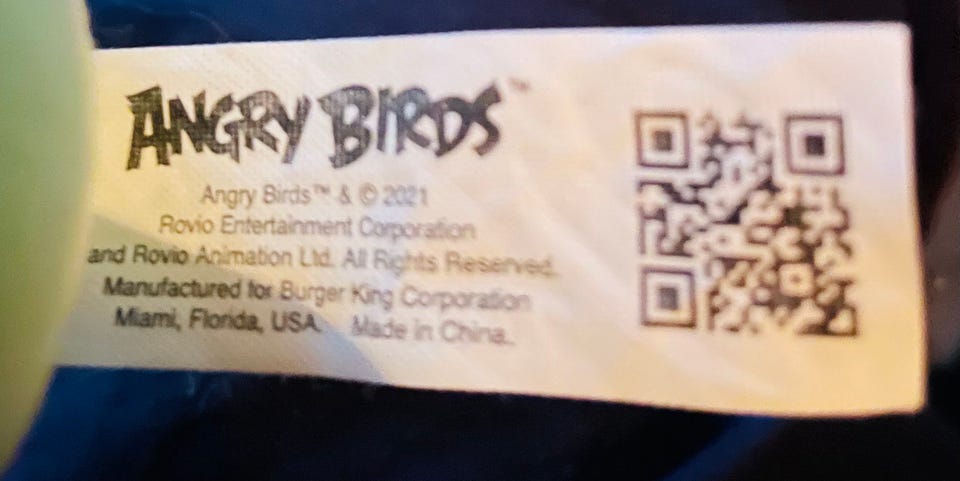 ANGRY BIRDS™
Angry Birds™ & © 2021
Rovio Entertainment Corporation
and Rovio Animation Ltd. All Rights Reserved.
Manufactured for Burger King Corporation
Miami, Florida, USA. Made in China.